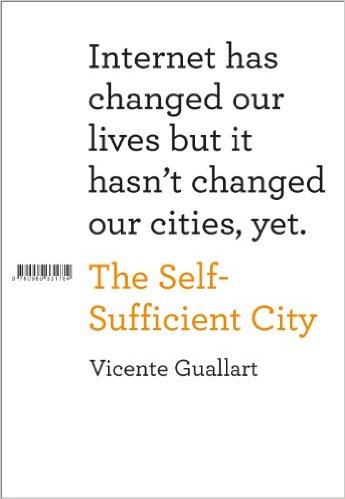 Internet has
changed our
lives but it
hasn't changed
our cities, yet.
The Self-
Sufficient City
Vicente Guallart